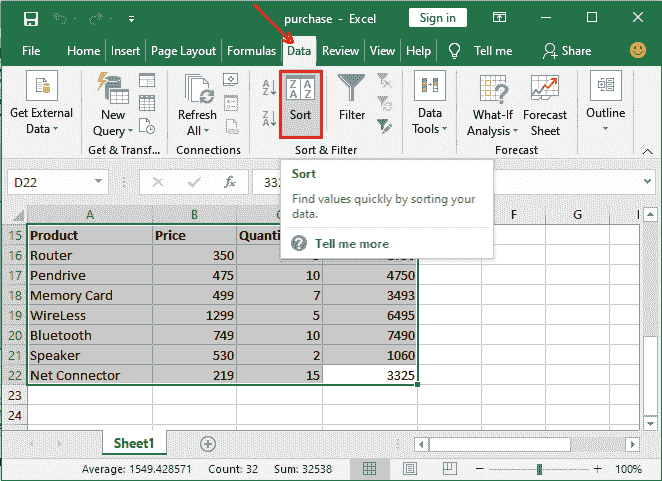 purchase - Excel
Sign in
File Home Insert Page Layout Formulas Data Review View Help Tell me Share
Get External Data
New Query
Refresh All
Sort
Filter
Data Tools
What-If Analysis
Forecast Sheet
Outline
Get & Transf... Connections Sort & Filter Forecast
D22 fx 332
Sort
Find values quickly by sorting your
data.
Tell me more
A B C F G
15 Product Price Quanti
16 Router 350
17 Pendrive 475 10 4750
18 Memory Card 499 7 3493
19 WireLess 1299 5 6495
20 Bluetooth 749 10 7490
21 Speaker 530 2 1060
22 Net Connector 219 15 3325
23
24
Sheet1
Average: 1549.428571 Count: 32 Sum: 32538 100%